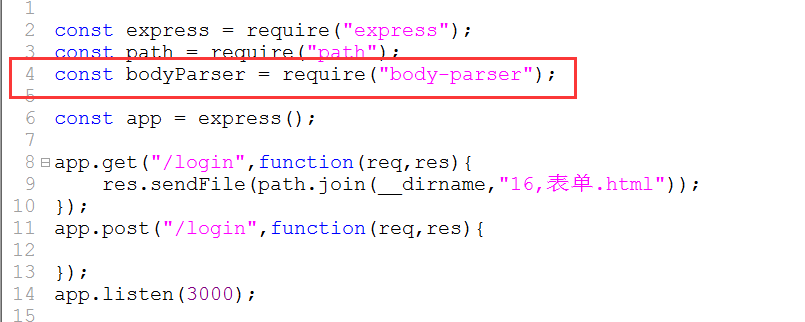 1
2 const express = require("express");
3 const path = require("path");
4 const bodyParser = require("body-parser");
5
6 const app = express();
7
8 app.get("/login",function(req,res){
9     res.sendFile(path.join(__dirname,"16,表单.html"));
10 });
11 app.post("/login",function(req,res){
12
13 });
14 app.listen(3000);
15